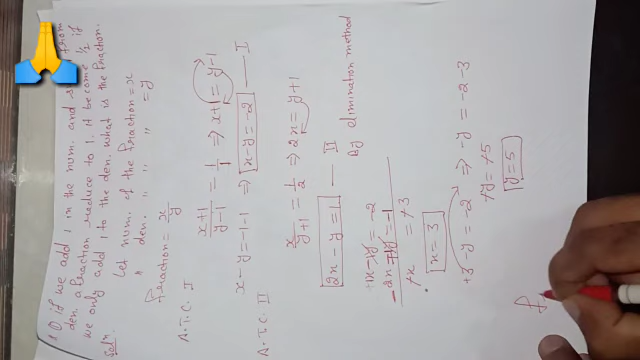 1) if we add 1 in the num. and from
den. a fraction reduce to 1. it become 1/2 if
we only add 1 to the den. what is the fraction.
Soln. Let num. of the fraction = x
" den. " " " = y
fraction = x/y
A.T.C. I
x+1/y-1 = 1/1 ⇒ x+1 = y-1
x-y = -1-1 ⇒ x-y = -2 — I
A.T.C. II
x/y+1 = 1/2 ⇒ 2x = y+1
2x - y = 1 — II
By elimination method
x - y = -2
2x - y = 1
x = 3
+3 - y = -2 ⇒ -y = -2 -3
+y = +5
y = 5